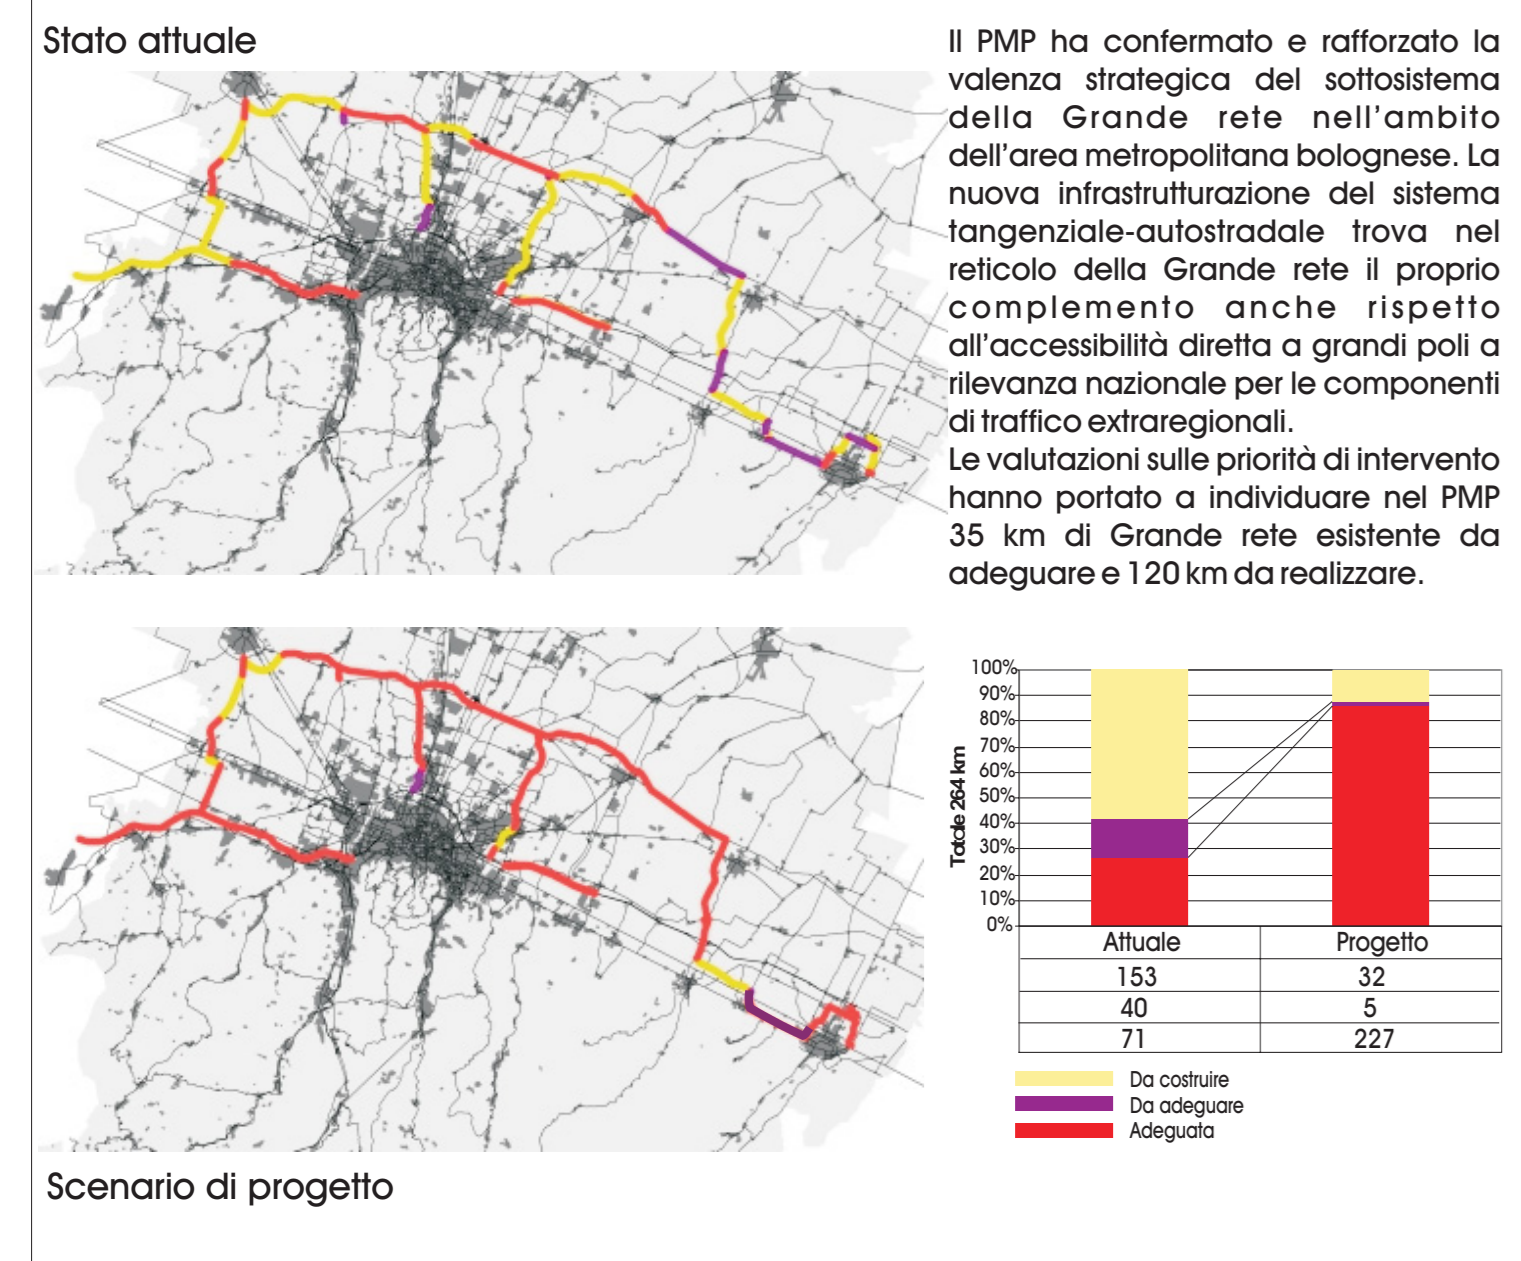 Stato attuale
Il PMP ha confermato e rafforzato la
valenza strategica del sottosistema
della Grande rete nell'ambito
dell'area metropolitana bolognese. La
nuova infrastrutturazione del sistema
tangenziale-autostradale trova nel
reticolo della Grande rete il proprio
complemento anche rispetto
all'accessibilità diretta a grandi poli a
rilevanza nazionale per le componenti
di traffico extraregionali.
Le valutazioni sulle priorità di intervento
hanno portato a individuare nel PMP
35 km di Grande rete esistente da
adeguare e 120 km da realizzare.
Totale 264 km
100%
90%
80%
70%
60%
50%
40%
30%
20%
10%
0%
Attuale Progetto
153 32
40 5
71 227
Da costruire
Da adeguare
Adeguata
Scenario di progetto